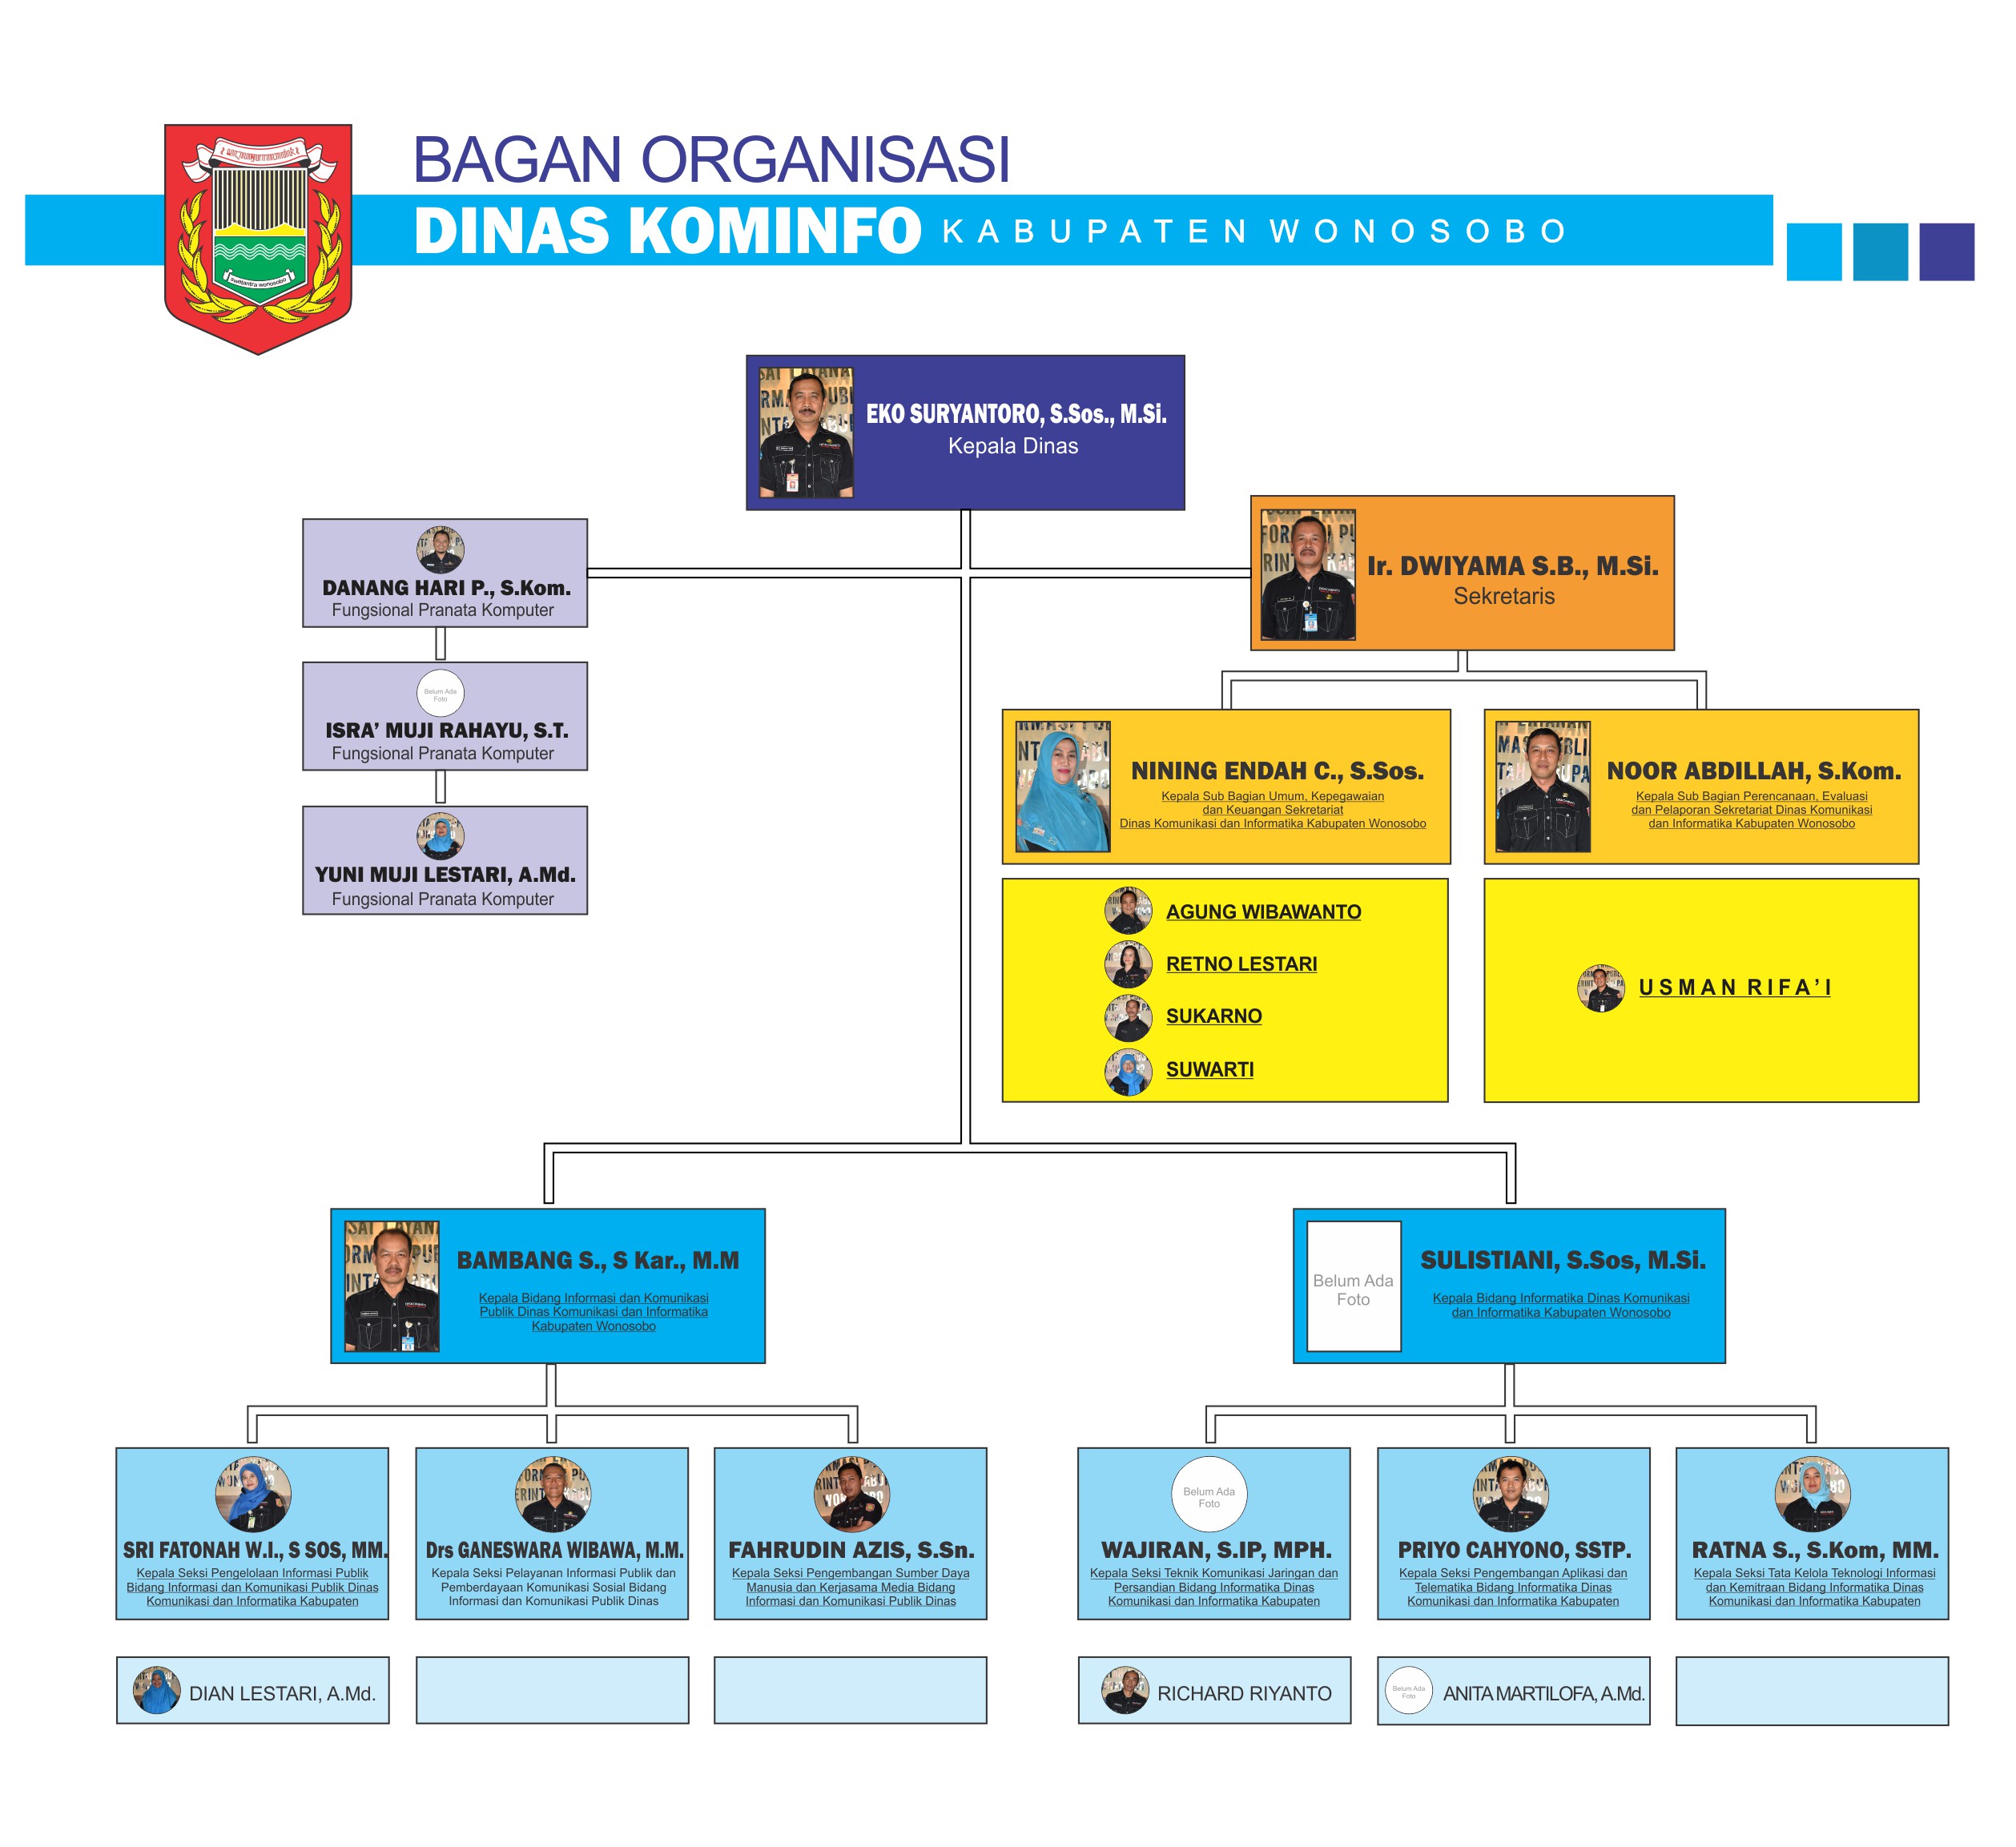 BAGAN ORGANISASI
DINAS KOMINFO KABUPATEN WONOSOBO
swatantra wonosobo
EKO SURYANTORO, S.Sos., M.Si.
Kepala Dinas
DANANG HARI P., S.Kom.
Fungsional Pranata Komputer
Belum Ada
Foto
ISRA’ MUJI RAHAYU, S.T.
Fungsional Pranata Komputer
YUNI MUJI LESTARI, A.Md.
Fungsional Pranata Komputer
Ir. DWIYAMA S.B., M.Si.
Sekretaris
NINING ENDAH C., S.Sos.
Kepala Sub Bagian Umum, Kepegawaian
dan Keuangan Sekretariat
Dinas Komunikasi dan Informatika Kabupaten Wonosobo
NOOR ABDILLAH, S.Kom.
Kepala Sub Bagian Perencanaan, Evaluasi
dan Pelaporan Sekretariat Dinas Komunikasi
dan Informatika Kabupaten Wonosobo
AGUNG WIBAWANTO
RETNO LESTARI
SUKARNO
SUWARTI
USMAN RIFA’I
BAMBANG S., S Kar., M.M
Kepala Bidang Informasi dan Komunikasi
Publik Dinas Komunikasi dan Informatika
Kabupaten Wonosobo
Belum Ada
Foto
SULISTIANI, S.Sos, M.Si.
Kepala Bidang Informatika Dinas Komunikasi
dan Informatika Kabupaten Wonosobo
SRI FATONAH W.I., S SOS, MM.
Kepala Seksi Pengelolaan Informasi Publik
Bidang Informasi dan Komunikasi Publik Dinas
Komunikasi dan Informatika Kabupaten
Drs GANESWARA WIBAWA, M.M.
Kepala Seksi Pelayanan Informasi Publik dan
Pemberdayaan Komunikasi Sosial Bidang
Informasi dan Komunikasi Publik Dinas
FAHRUDIN AZIS, S.Sn.
Kepala Seksi Pengembangan Sumber Daya
Manusia dan Kerjasama Media Bidang
Informasi dan Komunikasi Publik Dinas
Belum Ada
Foto
WAJIRAN, S.IP, MPH.
Kepala Seksi Teknik Komunikasi Jaringan dan
Persandian Bidang Informatika Dinas
Komunikasi dan Informatika Kabupaten
PRIYO CAHYONO, SSTP.
Kepala Seksi Pengembangan Aplikasi dan
Telematika Bidang Informatika Dinas
Komunikasi dan Informatika Kabupaten
RATNA S., S.Kom, MM.
Kepala Seksi Tata Kelola Teknologi Informasi
dan Kemitraan Bidang Informatika Dinas
Komunikasi dan Informatika Kabupaten
DIAN LESTARI, A.Md.
RICHARD RIYANTO
Belum Ada
Foto
ANITA MARTILOFA, A.Md.